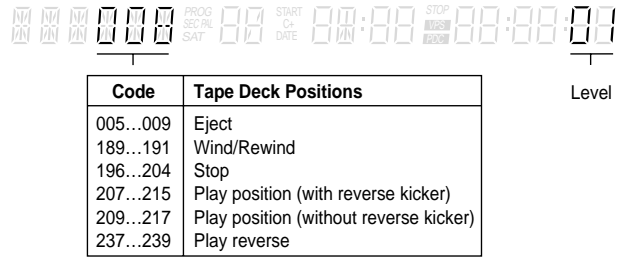 000 PROG START STOP 01
SEC PAL C+ VPS
SAT DATE PDC
Level
Code Tape Deck Positions
005...009 Eject
189...191 Wind/Rewind
196...204 Stop
207...215 Play position (with reverse kicker)
209...217 Play position (without reverse kicker)
237...239 Play reverse